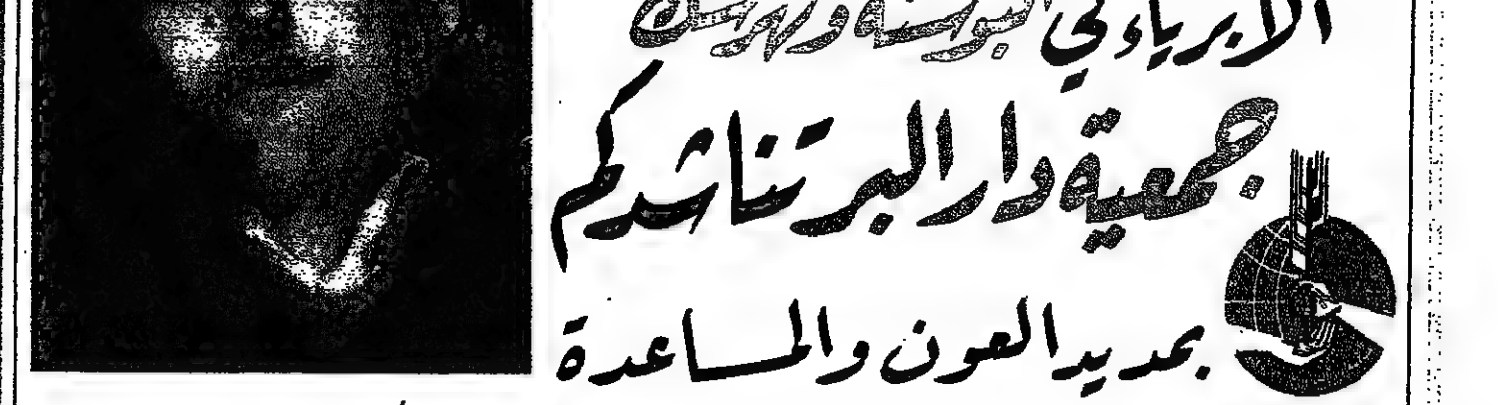 الأبرياء في البوسنة والهرسك
جمعية دار البر تناشدكم
بمد يد العون والمساعدة